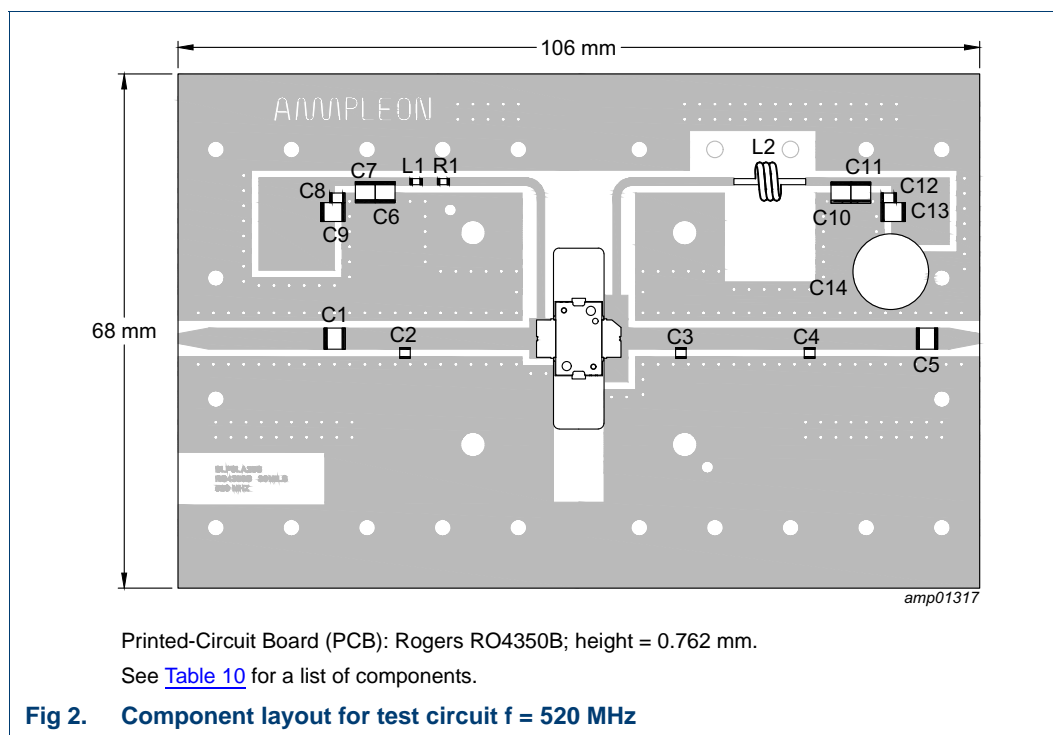 106 mm
AMPLEON
L2
C7 L1 R1
C11
C8
C12
C6
C10
C13
C9
C14
68 mm
C1
C2
C3
C4
C5
amp01317
Printed-Circuit Board (PCB): Rogers RO4350B; height = 0.762 mm.
See Table 10 for a list of components.
Fig 2. Component layout for test circuit f = 520 MHz